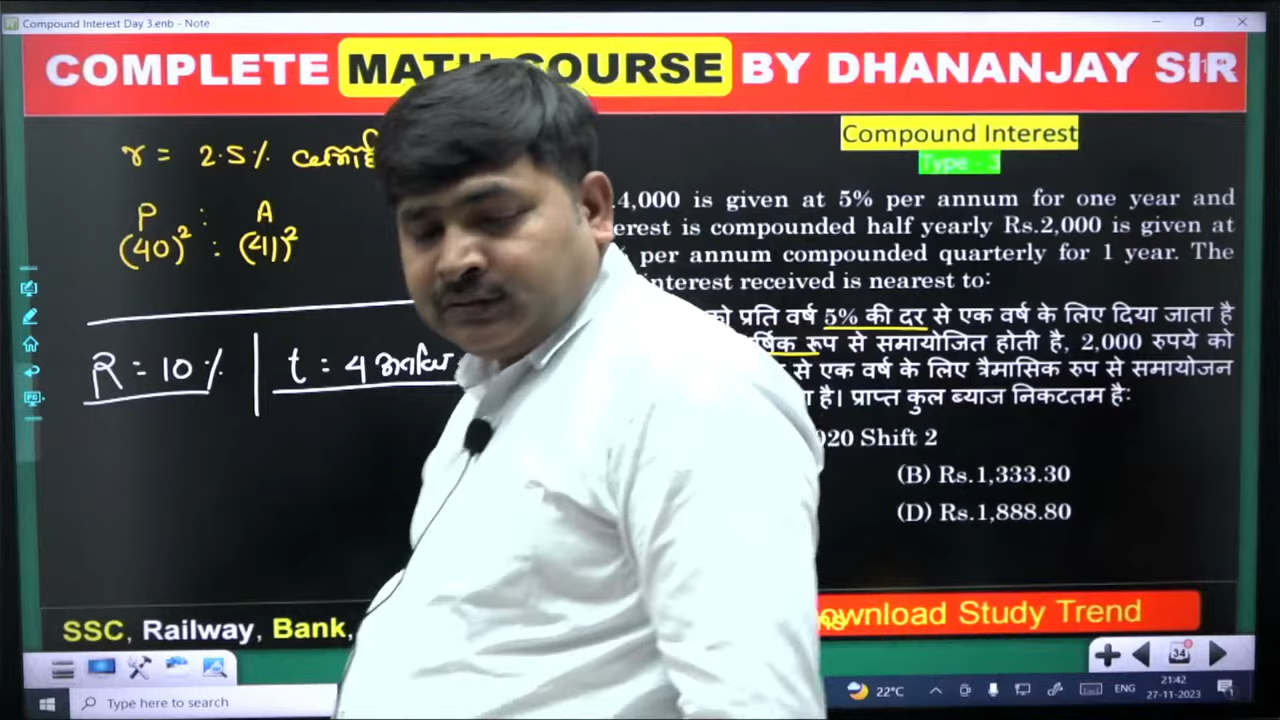 Compound Interest Day 3.enb - Note
COMPLETE MATH COURSE BY DHANANJAY SIR
Compound Interest
Type - 3
r = 2.5%
P : A
(40)² : (41)²
R = 10%
t = 4
4,000 is given at 5% per annum for one year and
erest is compounded half yearly Rs.2,000 is given at
per annum compounded quarterly for 1 year. The
interest received is nearest to:
को प्रति वर्ष 5% की दर से एक वर्ष के लिए दिया जाता है
र्षिक रूप से समायोजित होती है, 2,000 रुपये को
से एक वर्ष के लिए त्रैमासिक रुप से समायोजन
है। प्राप्त कुल ब्याज निकटतम है:
020 Shift 2
(B) Rs.1,333.30
(D) Rs.1,888.80
SSC, Railway, Bank,
ownload Study Trend
34
Type here to search
22°C
ENG
21:42
27-11-2023